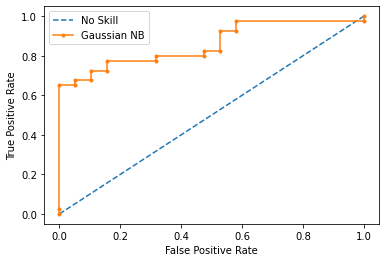 1.0
0.8
0.6
0.4
0.2
0.0
True Positive Rate
No Skill
Gaussian NB
0.0 0.2 0.4 0.6 0.8 1.0
False Positive Rate